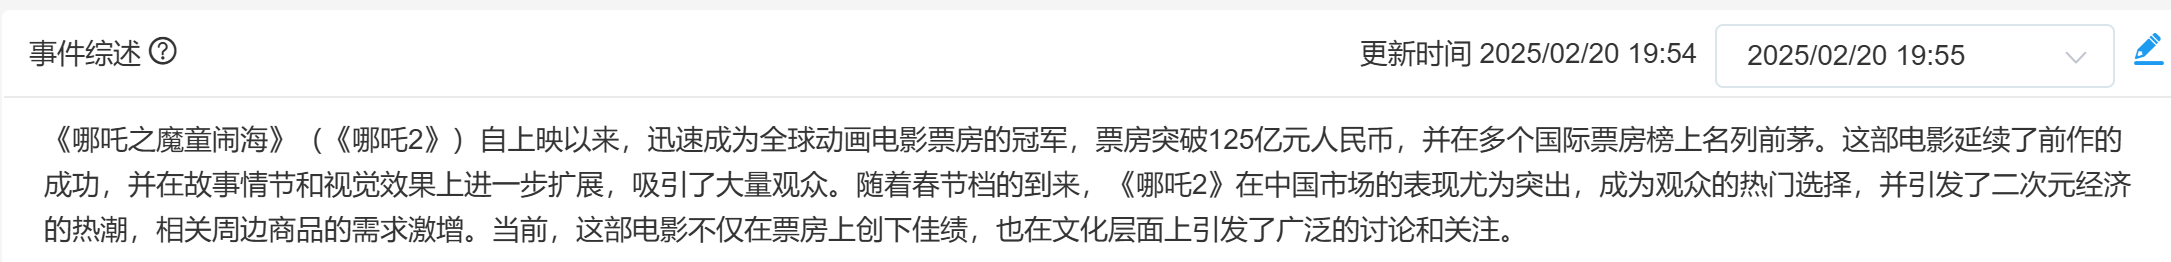 事件综述
更新时间 2025/02/20 19:54 2025/02/20 19:55
《哪吒之魔童闹海》（《哪吒2》）自上映以来，迅速成为全球动画电影票房的冠军，票房突破125亿元人民币，并在多个国际票房榜上名列前茅。这部电影延续了前作的
成功，并在故事情节和视觉效果上进一步扩展，吸引了大量观众。随着春节档的到来，《哪吒2》在中国市场的表现尤为突出，成为观众的热门选择，并引发了二次元经济
的热潮，相关周边商品的需求激增。当前，这部电影不仅在票房上创下佳绩，也在文化层面上引发了广泛的讨论和关注。